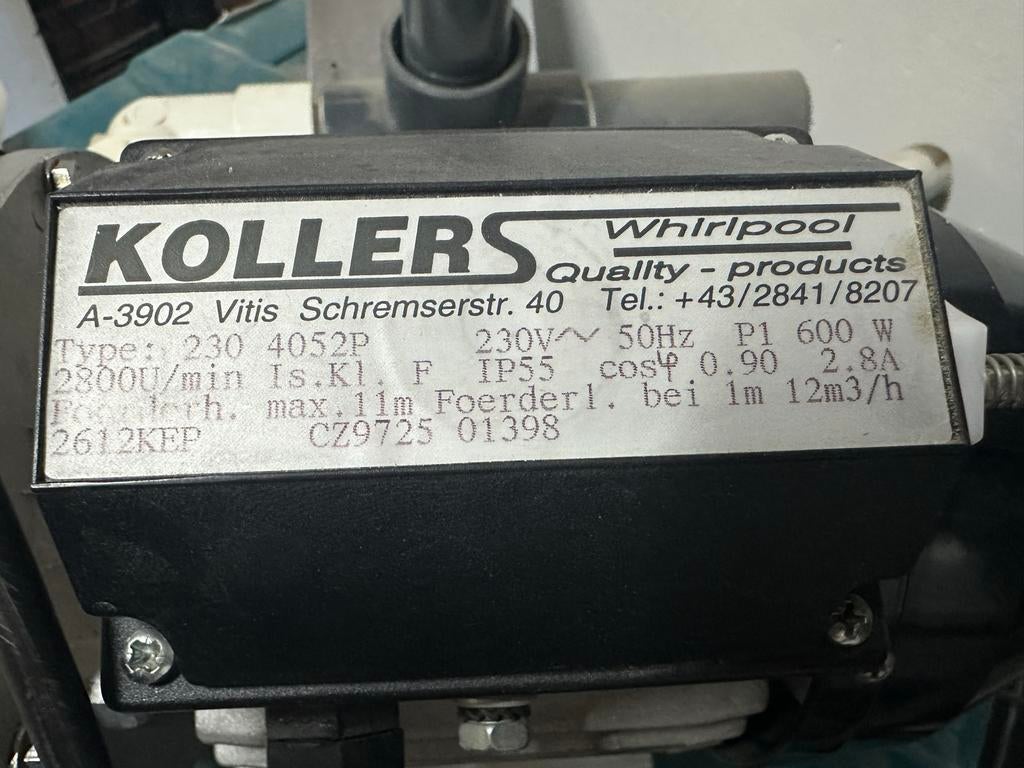 KOLLERS Whirlpool
Quality - products
A-3902 Vitis Schremserstr. 40 Tel.: +43/2841/8207
Type: 230 4052P 230V~ 50Hz P1 600 W
2800U/min Is.Kl. F IP55 cosφ 0.90 2.8A
Foerderh. max.11m Foerderl. bei 1m 12m3/h
2612KEP CZ9725 01398